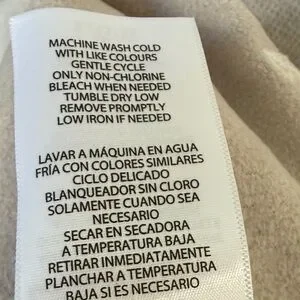 MACHINE WASH COLD
WITH LIKE COLOURS
GENTLE CYCLE
ONLY NON-CHLORINE
BLEACH WHEN NEEDED
TUMBLE DRY LOW
REMOVE PROMPTLY
LOW IRON IF NEEDED
LAVAR A MÁQUINA EN AGUA
FRÍA CON COLORES SIMILARES
CICLO DELICADO
BLANQUEADOR SIN CLORO
SOLAMENTE CUANDO SEA
NECESARIO
SECAR EN SECADORA
A TEMPERATURA BAJA
RETIRAR INMEDIATAMENTE
PLANCHAR A TEMPERATURA
BAJA SI ES NECESARIO